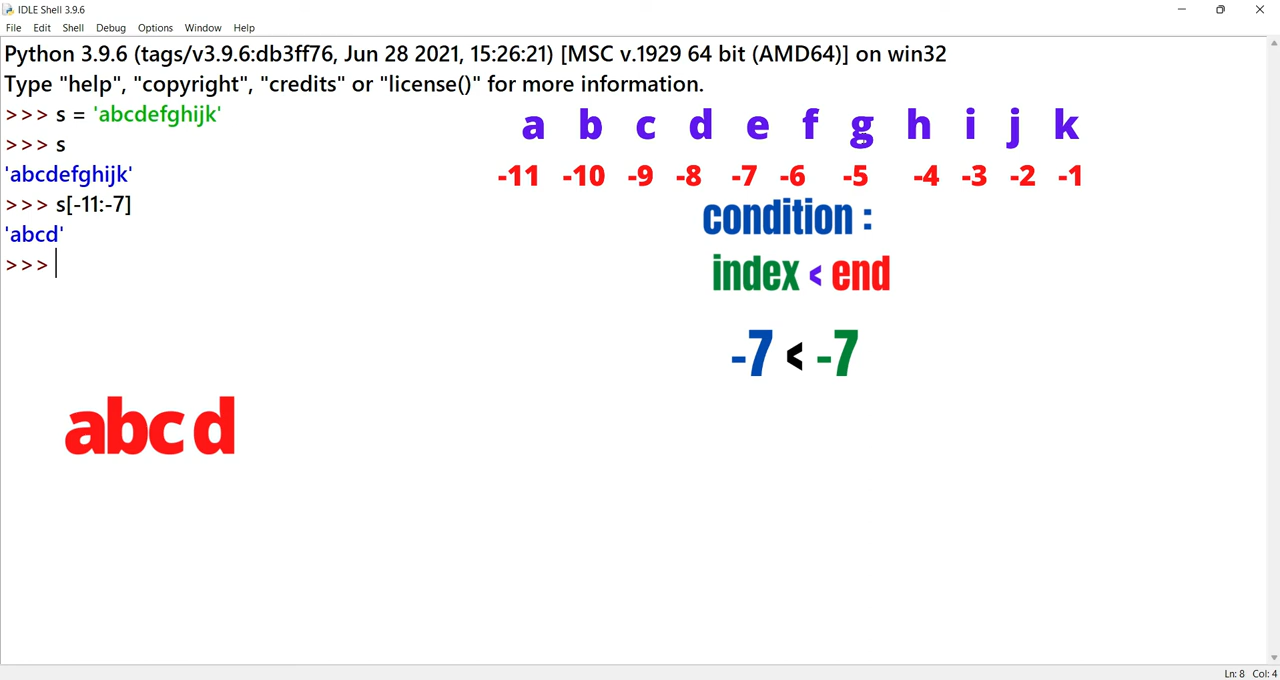 IDLE Shell 3.9.6
File Edit Shell Debug Options Window Help
Python 3.9.6 (tags/v3.9.6:db3ff76, Jun 28 2021, 15:26:21) [MSC v.1929 64 bit (AMD64)] on win32
Type "help", "copyright", "credits" or "license()" for more information.
>>> s = 'abcdefghijk'
>>> s
'abcdefghijk'
>>> s[-11:-7]
'abcd'
>>>
a b c d e f g h i j k
-11 -10 -9 -8 -7 -6 -5 -4 -3 -2 -1
condition :
index < end
-7 < -7
abcd
Ln: 8 Col: 4